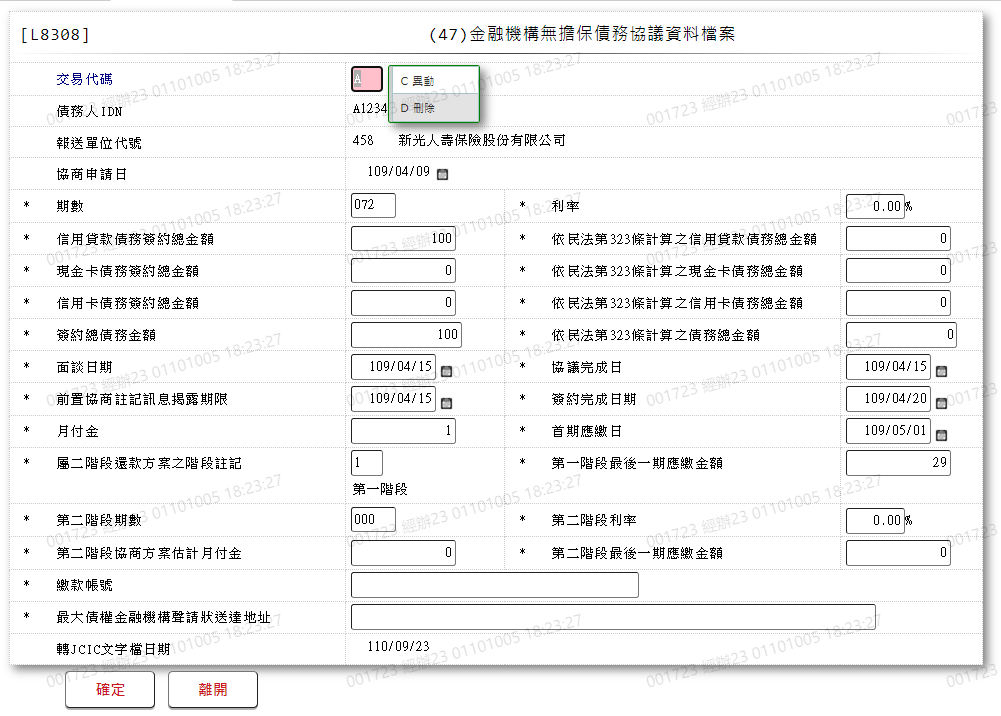 [L8308] (47)金融機構無擔保債務協議資料檔案
交易代碼 A
C 異動
D 刪除
債務人IDN A1234
報送單位代號 458 新光人壽保險股份有限公司
協商申請日 109/04/09
* 期數 072 * 利率 0.00%
* 信用貸款債務簽約總金額 100 * 依民法第323條計算之信用貸款債務總金額 0
* 現金卡債務簽約總金額 0 * 依民法第323條計算之現金卡債務總金額 0
* 信用卡債務簽約總金額 0 * 依民法第323條計算之信用卡債務總金額 0
* 簽約總債務金額 100 * 依民法第323條計算之債務總金額 0
* 面談日期 109/04/15 * 協議完成日 109/04/15
* 前置協商註記訊息揭露期限 109/04/15 * 簽約完成日期 109/04/20
* 月付金 1 * 首期應繳日 109/05/01
* 屬二階段還款方案之階段註記 1 * 第一階段最後一期應繳金額 29
第一階段
* 第二階段期數 000 * 第二階段利率 0.00%
* 第二階段協商方案估計月付金 0 * 第二階段最後一期應繳金額 0
* 繳款帳號
* 最大債權金融機構聲請狀送達地址
轉JCIC文字檔日期 110/09/23
確定 離開
001723 經辦23 01101005 18:23:27